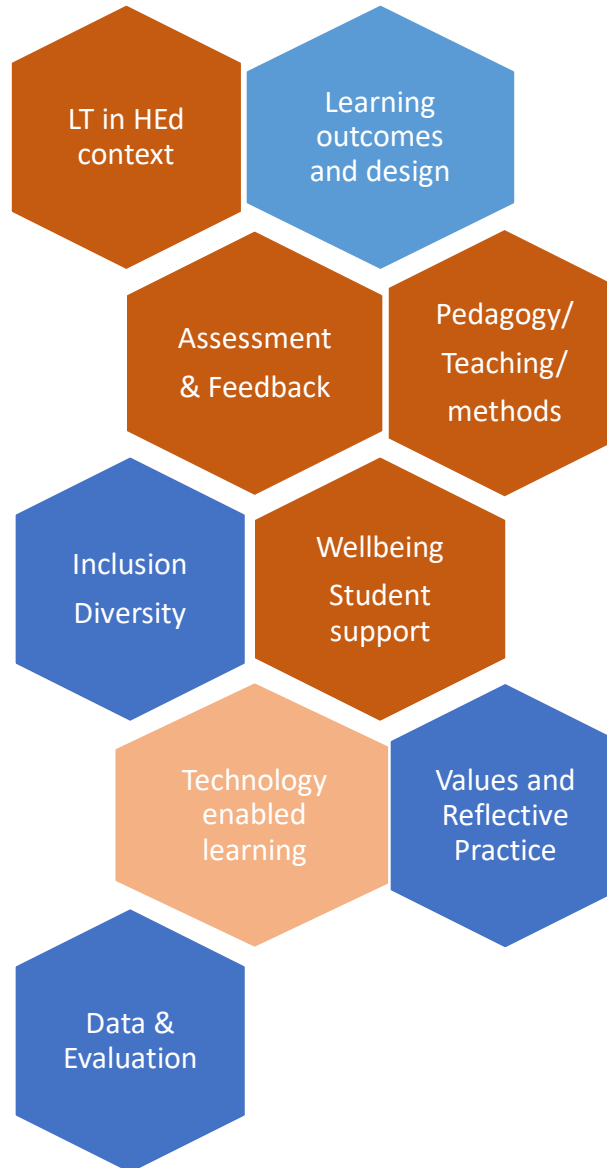 LT in HEd
context
Learning
outcomes
and design
Assessment
& Feedback
Pedagogy/
Teaching/
methods
Inclusion
Diversity
Wellbeing
Student
support
Technology
enabled
learning
Values and
Reflective
Practice
Data &
Evaluation